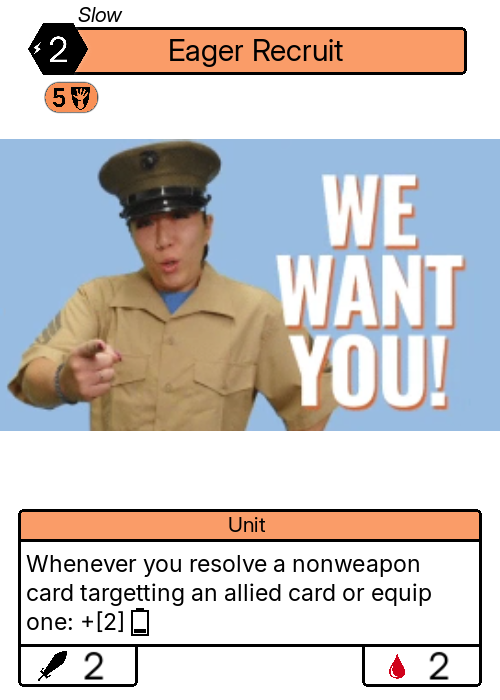 Slow
2
Eager Recruit
5
WE
WANT
YOU!
Unit
Whenever you resolve a nonweapon
card targetting an allied card or equip
one: +[2]
2
2